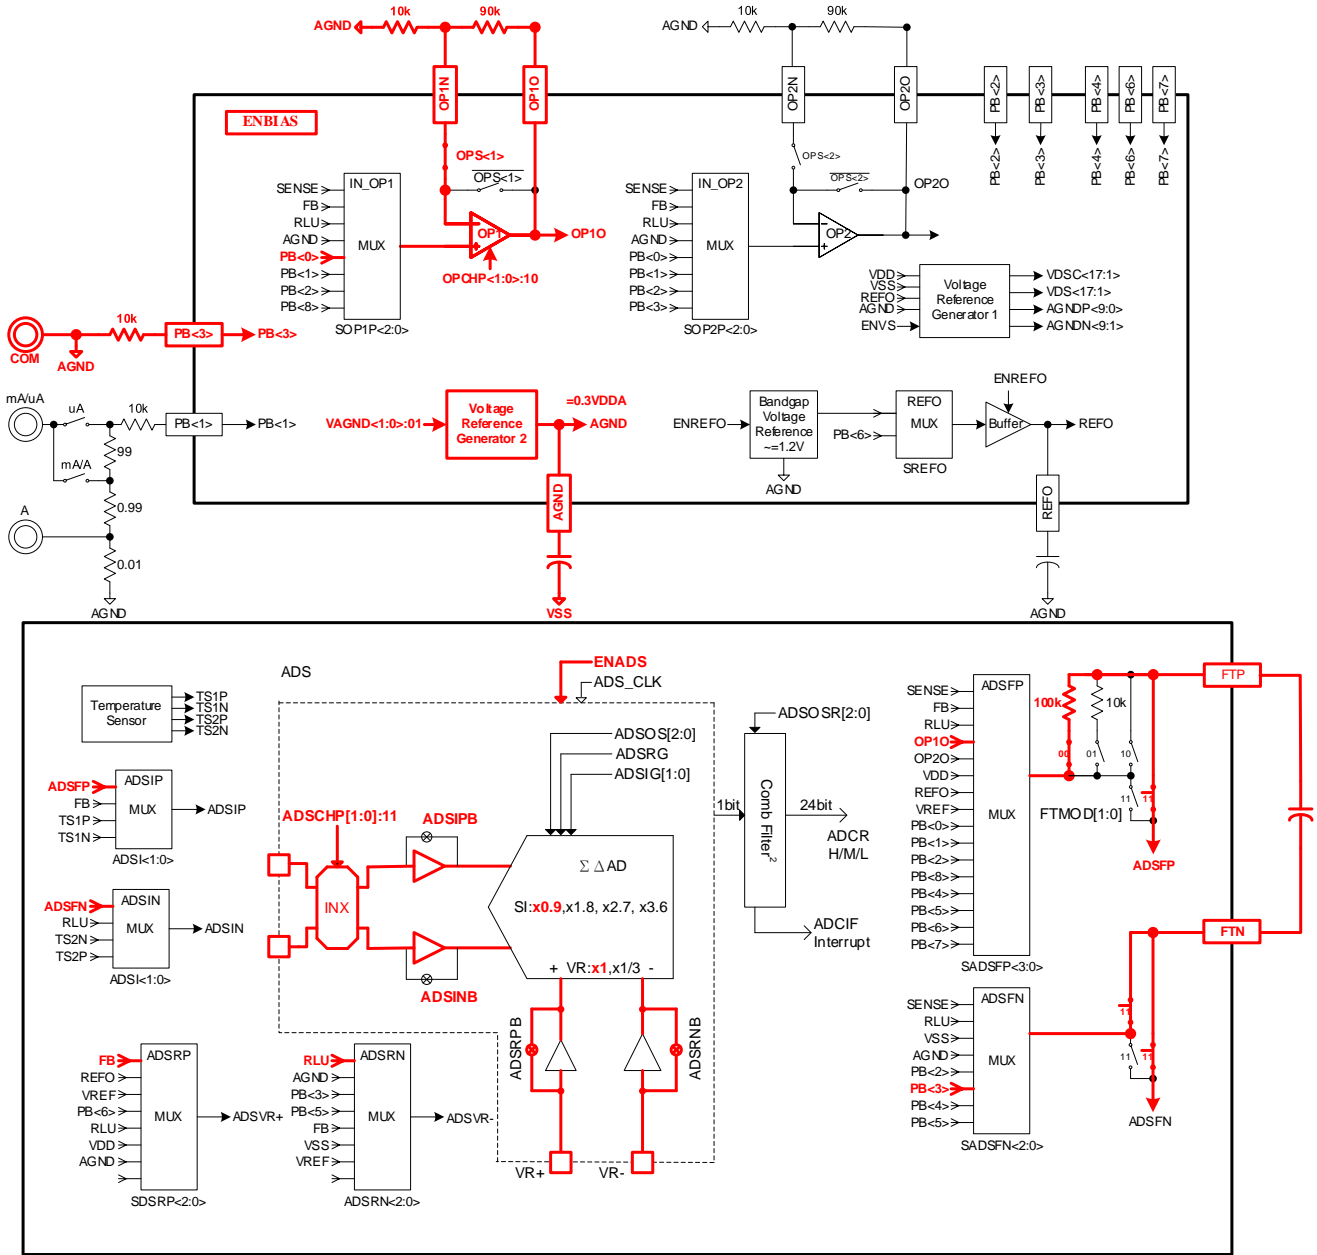 AGND
10k
90k
AGND
10k
90k
OP1N
OP1O
OP2N
OP2O
PB<2>
PB<3>
PB<4>
PB<6>
PB<7>
ENBIAS
PB<2>
PB<3>
PB<4>
PB<6>
PB<7>
OPS<1>
OPS<1>
OPS<2>
OPS<2>
IN_OP1
SENSE
FB
RLU
AGND
PB<0>
PB<1>
PB<2>
PB<8>
MUX
SOP1P<2:0>
OP1
OP1O
OPCHP<1:0>:10
IN_OP2
SENSE
FB
RLU
AGND
PB<0>
PB<1>
PB<2>
PB<3>
MUX
SOP2P<2:0>
OP2
OP2O
VDD
VSS
REFO
AGND
ENVS
Voltage
Reference
Generator 1
VDSC<17:1>
VDS<17:1>
AGNDP<9:0>
AGNDN<9:1>
COM
AGND
10k
PB<3>
PB<3>
mA/uA
uA
10k
PB<1>
PB<1>
99
mA/A
0.99
A
0.01
AGND
VAGND<1:0>:01
Voltage
Reference
Generator 2
=0.3VDDA
AGND
AGND
VSS
ENREFO
Bandgap
Voltage
Reference
~=1.2V
AGND
PB<6>
REFO
MUX
SREFO
ENREFO
Buffer
REFO
REFO
AGND
ADS
ENADS
ADS_CLK
Temperature
Sensor
TS1P
TS1N
TS2P
TS2N
ADSFP
FB
TS1P
TS1N
ADSIP
MUX
ADSIP
ADSI<1:0>
ADSFN
RLU
TS2N
TS2P
ADSIN
MUX
ADSIN
ADSI<1:0>
ADSOS[2:0]
ADSRG
ADSIG[1:0]
ADSCHP[1:0]:11
INX
ADSIPB
ADSINB
Σ Δ AD
SI:x0.9,x1.8, x2.7, x3.6
+ VR:x1,x1/3 -
ADSRPB
ADSRNB
VR+
VR-
1bit
ADSOSR[2:0]
Comb Filter²
24bit
ADCR
H/M/L
ADCIF
Interrupt
FB
REFO
VREF
PB<6>
RLU
VDD
AGND
ADSRP
MUX
ADSVR+
SDSRP<2:0>
RLU
AGND
PB<3>
PB<5>
FB
VSS
VREF
ADSRN
MUX
ADSVR-
ADSRN<2:0>
SENSE
FB
RLU
OP1O
OP2O
VDD
REFO
VREF
PB<0>
PB<1>
PB<2>
PB<8>
PB<4>
PB<5>
PB<6>
PB<7>
ADSFP
MUX
SADSFP<3:0>
100k
10k
00
01
10
11
11
FTMOD[1:0]
ADSFP
FTP
FTN
SENSE
RLU
VSS
AGND
PB<2>
PB<3>
PB<4>
PB<5>
ADSFN
MUX
SADSFN<2:0>
11
11
11
ADSFN